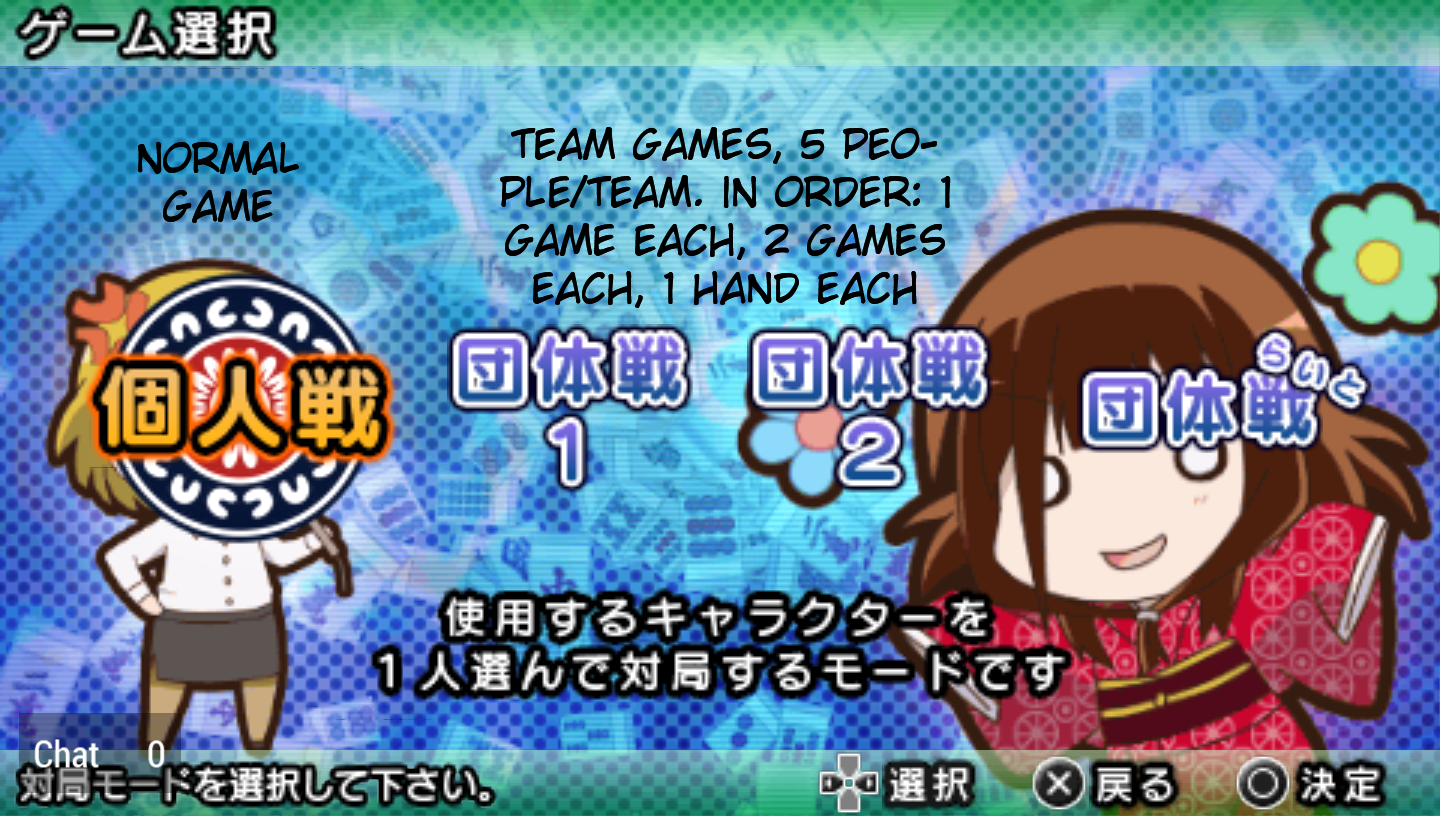 ゲーム選択
NORMAL
GAME
TEAM GAMES, 5 PEO-
PLE/TEAM. IN ORDER: 1
GAME EACH, 2 GAMES
EACH, 1 HAND EACH
個人戦
団体戦
1
団体戦
2
らいと
団体戦
使用するキャラクターを
1人選んで対局するモードです
Chat 0
対局モードを選択して下さい。
選択
戻る
決定